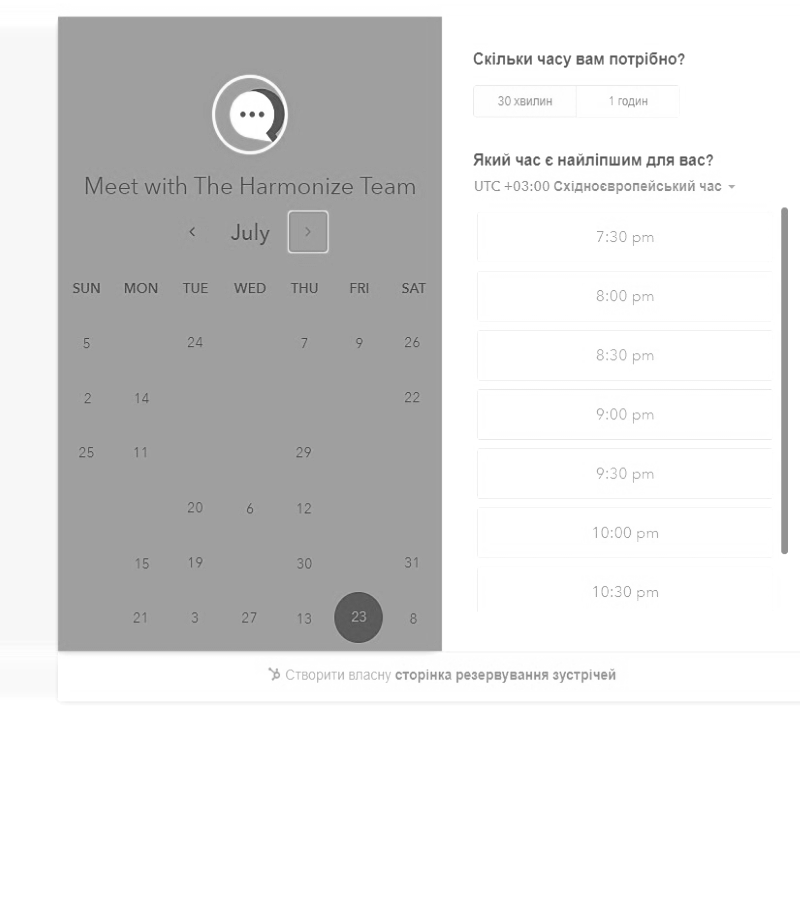 Скільки часу вам потрібно?
30 хвилин 1 годин
Який час є найліпшим для вас?
UTC +03:00 Східноєвропейський час
7:30 pm
8:00 pm
8:30 pm
9:00 pm
9:30 pm
10:00 pm
10:30 pm
Meet with The Harmonize Team
July
SUN MON TUE WED THU FRI SAT
5 24 7 9 26
2 14 22
25 11 29
20 6 12
15 19 30 31
21 3 27 13 23 8
Створити власну сторінка резервування зустрічей